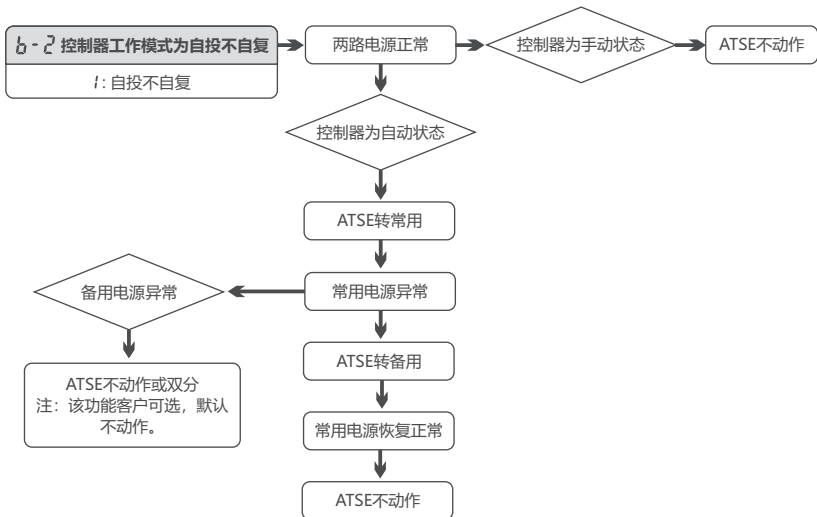 b-2 控制器工作模式为自投不自复
1: 自投不自复
两路电源正常
控制器为手动状态
ATSE不动作
控制器为自动状态
ATSE转常用
备用电源异常
常用电源异常
ATSE不动作或双分
注：该功能客户可选，默认
不动作。
ATSE转备用
常用电源恢复正常
ATSE不动作